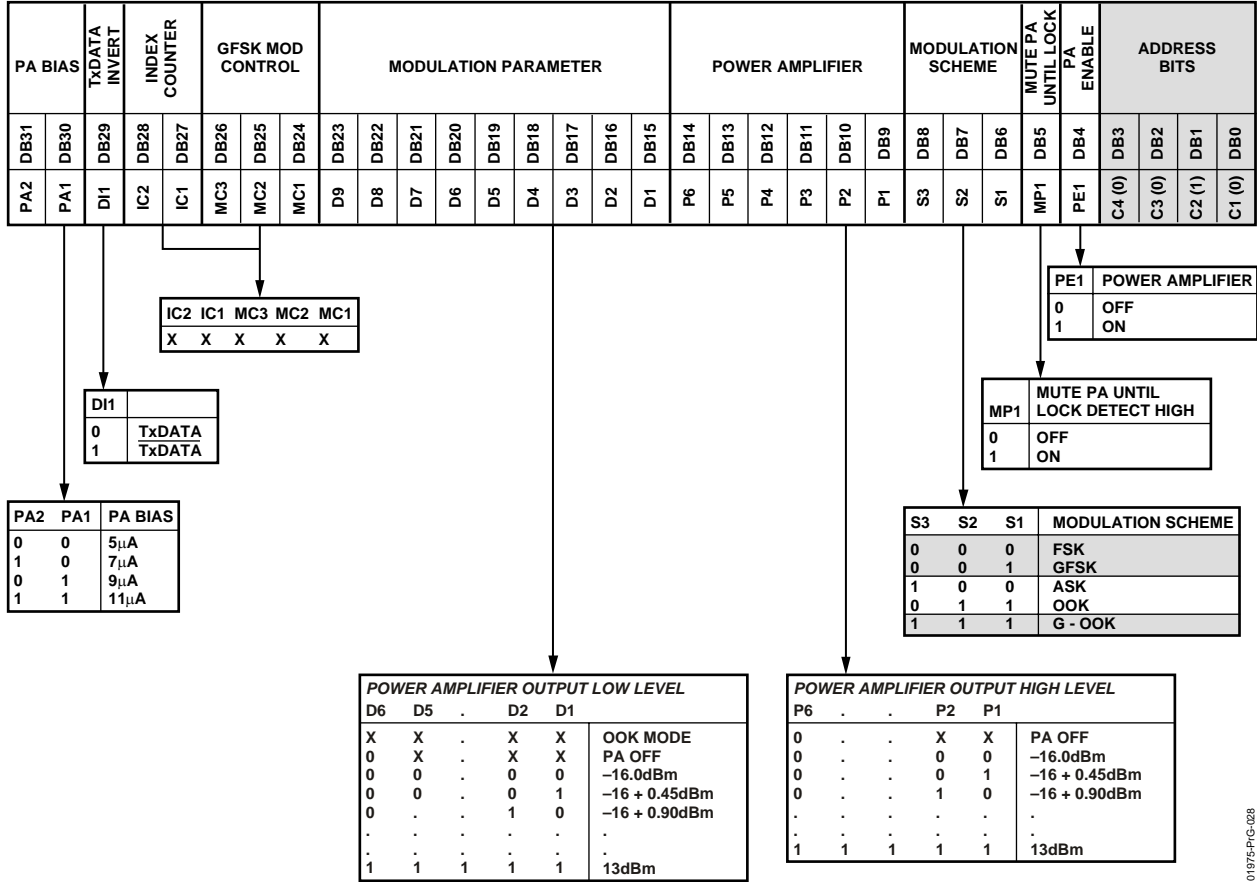 PA BIAS
TxDATA
INVERT
INDEX
COUNTER
GFSK MOD
CONTROL
MODULATION PARAMETER
POWER AMPLIFIER
MODULATION
SCHEME
MUTE PA
UNTIL LOCK
PA
ENABLE
ADDRESS
BITS
DB31 DB30 DB29 DB28 DB27 DB26 DB25 DB24 DB23 DB22 DB21 DB20 DB19 DB18 DB17 DB16 DB15 DB14 DB13 DB12 DB11 DB10 DB9 DB8 DB7 DB6 DB5 DB4 DB3 DB2 DB1 DB0
PA2 PA1 DI1 IC2 IC1 MC3 MC2 MC1 D9 D8 D7 D6 D5 D4 D3 D2 D1 P6 P5 P4 P3 P2 P1 S3 S2 S1 MP1 PE1 C4 (0) C3 (0) C2 (1) C1 (0)
PE1 POWER AMPLIFIER
0 OFF
1 ON
IC2 IC1 MC3 MC2 MC1
X X X X X
MP1 MUTE PA UNTIL
LOCK DETECT HIGH
0 OFF
1 ON
DI1
0 TxDATA
1 TxDATA
PA2 PA1 PA BIAS
0 0 5µA
1 0 7µA
0 1 9µA
1 1 11µA
S3 S2 S1 MODULATION SCHEME
0 0 0 FSK
0 0 1 GFSK
1 0 0 ASK
0 1 1 OOK
1 1 1 G - OOK
POWER AMPLIFIER OUTPUT LOW LEVEL
D6 D5 . D2 D1
X X . X X OOK MODE
0 X . X X PA OFF
0 0 . 0 0 –16.0dBm
0 0 . 0 1 –16 + 0.45dBm
0 . . 1 0 –16 + 0.90dBm
. . . . . .
. . . . . .
1 1 1 1 1 13dBm
POWER AMPLIFIER OUTPUT HIGH LEVEL
P6 . . P2 P1
0 . . X X PA OFF
0 . . 0 0 –16.0dBm
0 . . 0 1 –16 + 0.45dBm
0 . . 1 0 –16 + 0.90dBm
. . . . . .
. . . . . .
1 1 1 1 1 13dBm
01975-PrG-028